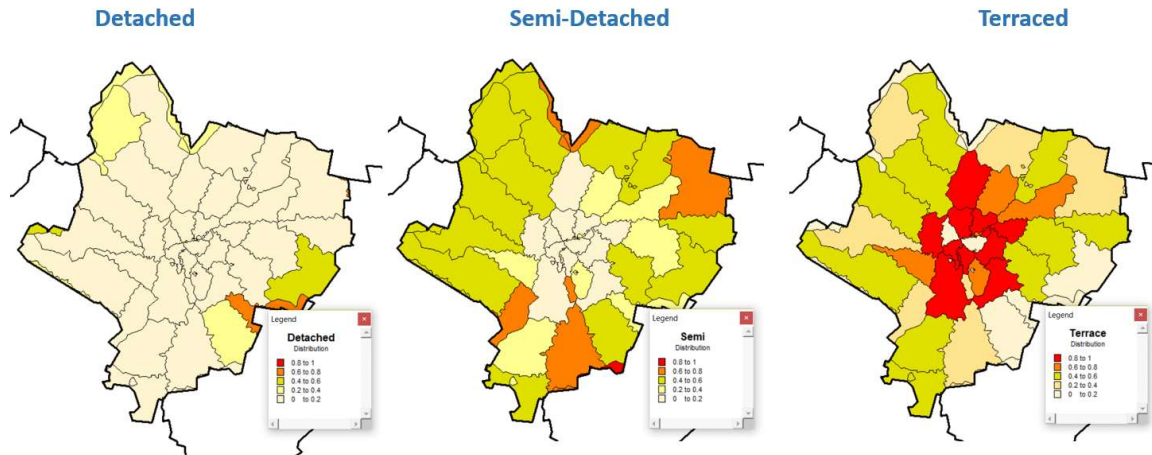 Detached
Semi-Detached
Terraced
Legend
Detached
Distribution
0.8 to 1
0.6 to 0.8
0.4 to 0.6
0.2 to 0.4
0 to 0.2
Legend
Semi
Distribution
0.8 to 1
0.6 to 0.8
0.4 to 0.6
0.2 to 0.4
0 to 0.2
Legend
Terrace
Distribution
0.8 to 1
0.6 to 0.8
0.4 to 0.6
0.2 to 0.4
0 to 0.2